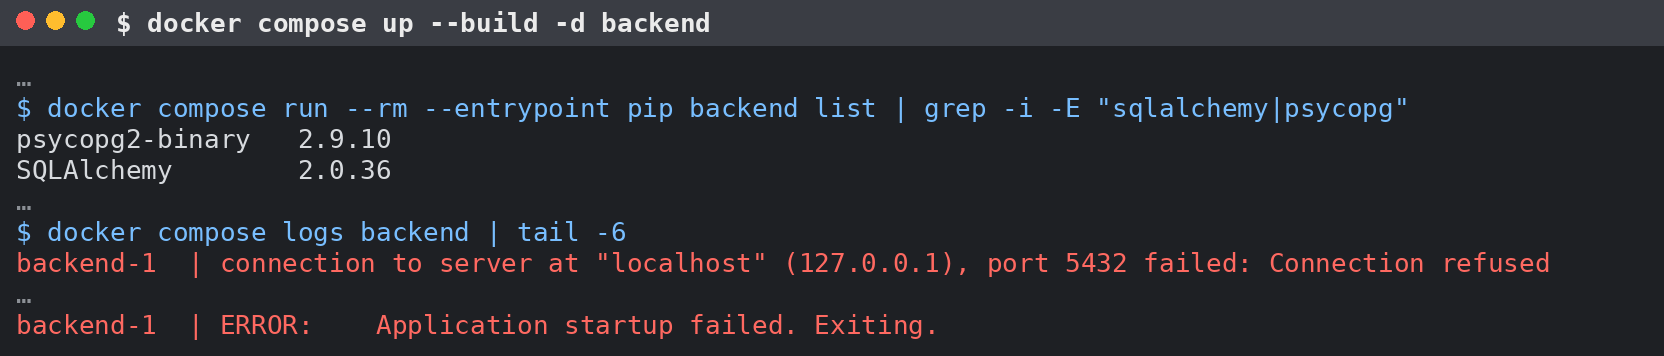 $ docker compose up --build -d backend
…
$ docker compose run --rm --entrypoint pip backend list | grep -i -E "sqlalchemy|psycopg"
psycopg2-binary   2.9.10
SQLAlchemy        2.0.36
…
$ docker compose logs backend | tail -6
backend-1  | connection to server at "localhost" (127.0.0.1), port 5432 failed: Connection refused
…
backend-1  | ERROR:    Application startup failed. Exiting.